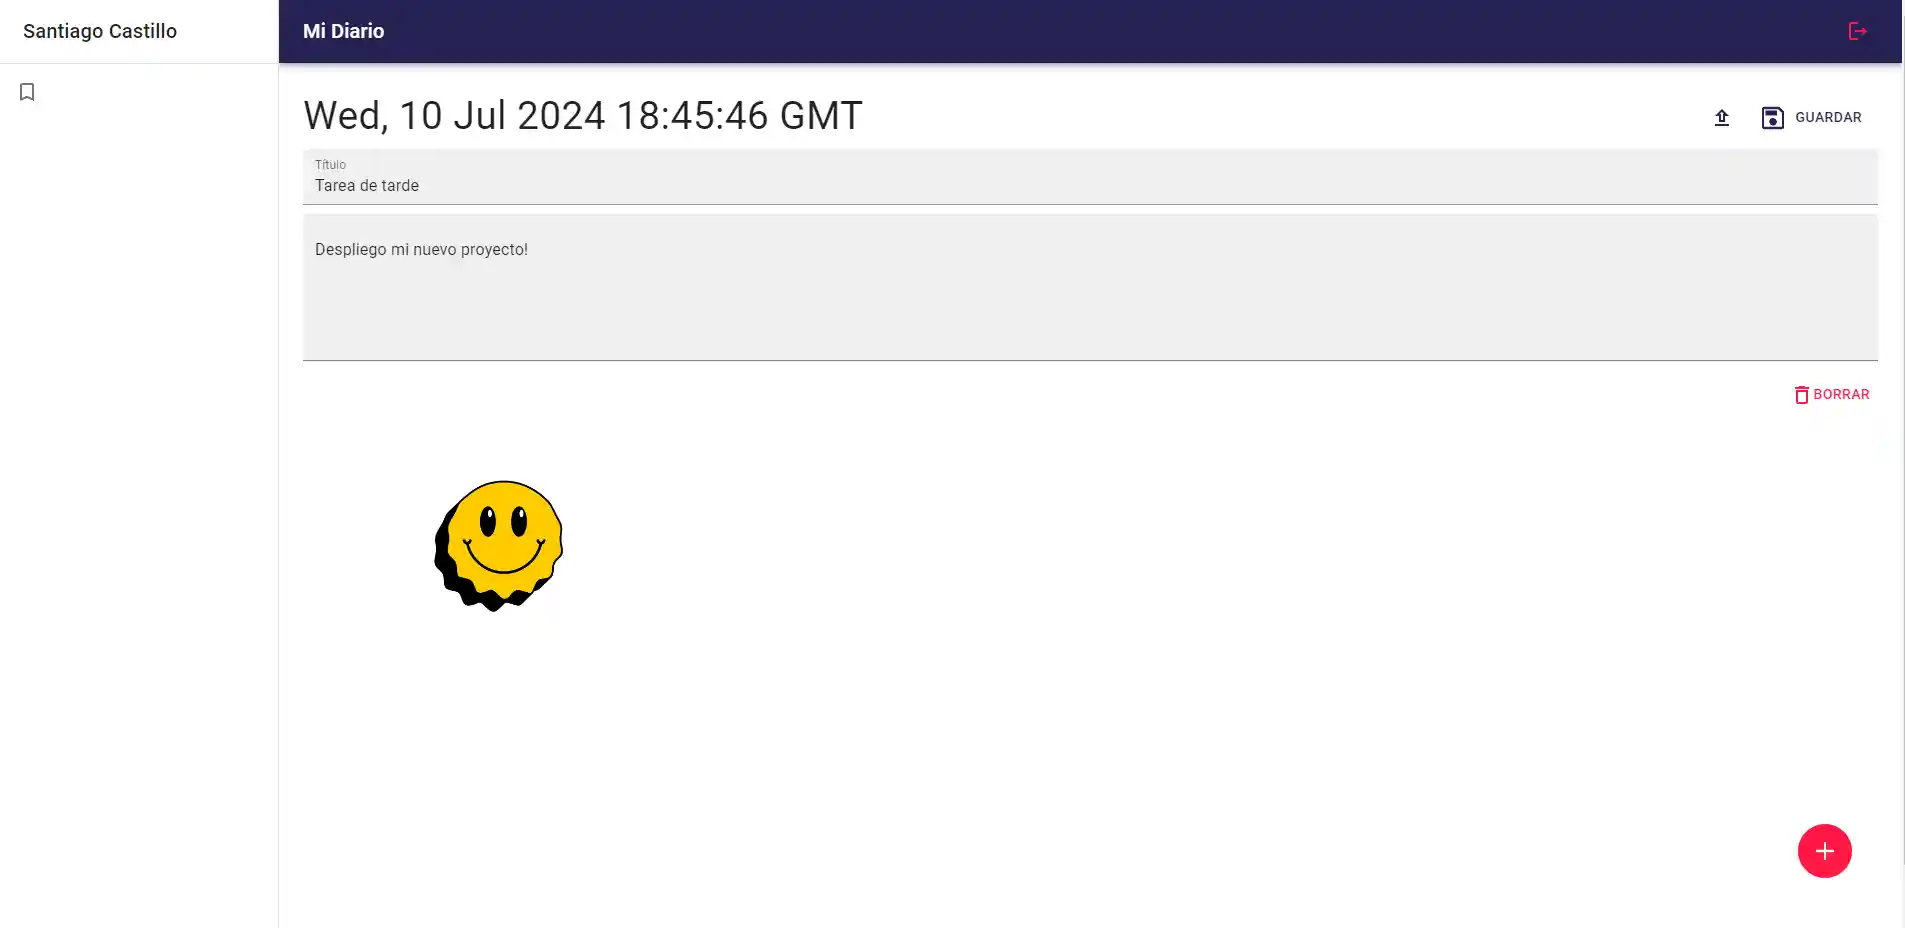 Santiago Castillo
Mi Diario
Wed, 10 Jul 2024 18:45:46 GMT
GUARDAR
Título
Tarea de tarde
Despliego mi nuevo proyecto!
BORRAR